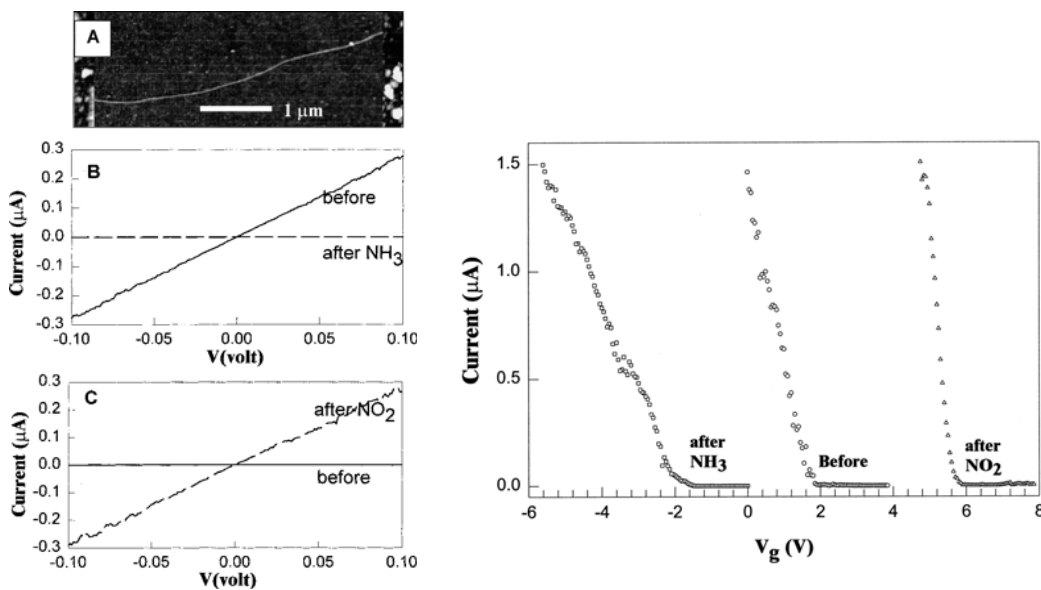 A
1 μm
0.3
0.2
0.1
0.0
-0.1
-0.2
-0.3
Current (μA)
B
before
after NH3
-0.10
-0.05
0.00
0.05
0.10
V(volt)
0.3
0.2
0.1
0.0
-0.1
-0.2
-0.3
Current (μA)
C
after NO2
before
-0.10
-0.05
0.00
0.05
0.10
V(volt)
1.5
1.0
0.5
0.0
Current (μA)
after
NH3
Before
after
NO2
-6
-4
-2
0
2
4
6
8
Vg (V)